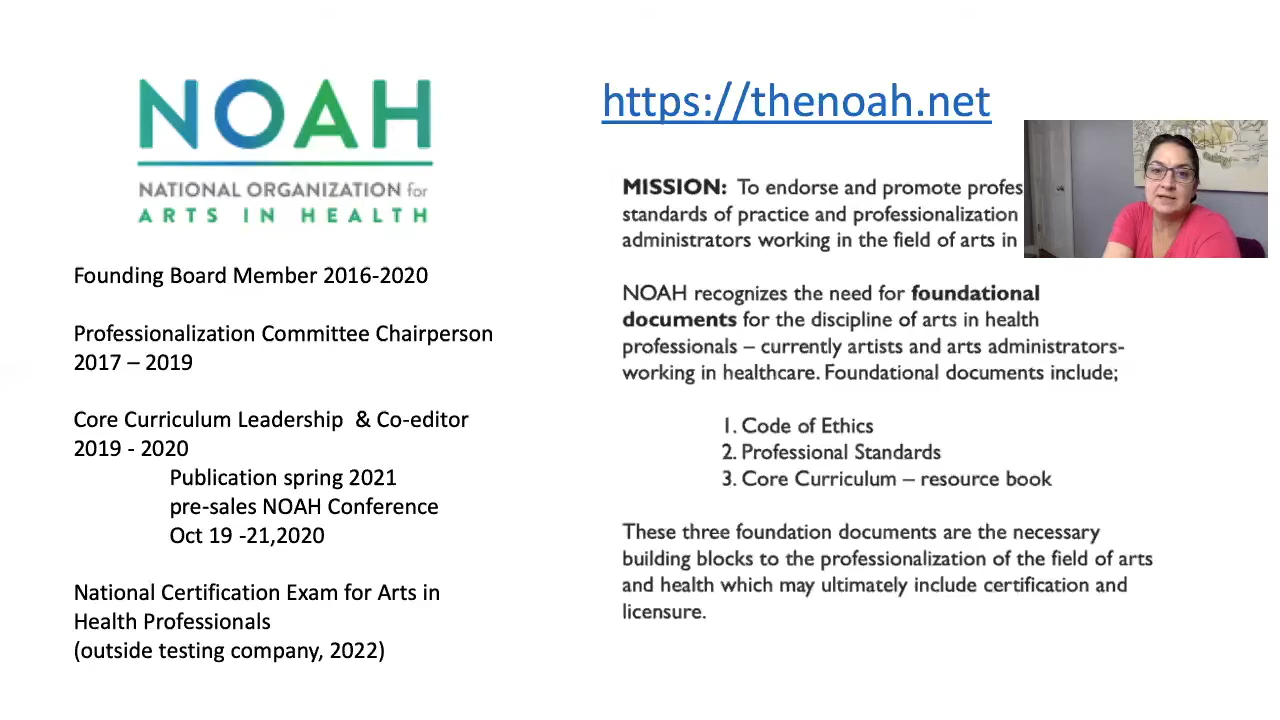 NOAH
NATIONAL ORGANIZATION for
ARTS IN HEALTH
Founding Board Member 2016-2020
Professionalization Committee Chairperson
2017 – 2019
Core Curriculum Leadership & Co-editor
2019 - 2020
Publication spring 2021
pre-sales NOAH Conference
Oct 19 -21,2020
National Certification Exam for Arts in
Health Professionals
(outside testing company, 2022)
https://thenoah.net
MISSION: To endorse and promote
standards of practice and professionalization
administrators working in the field of arts in
NOAH recognizes the need for foundational
documents for the discipline of arts in health
professionals – currently artists and arts administrators-
working in healthcare. Foundational documents include;
1. Code of Ethics
2. Professional Standards
3. Core Curriculum – resource book
These three foundation documents are the necessary
building blocks to the professionalization of the field of arts
and health which may ultimately include certification and
licensure.